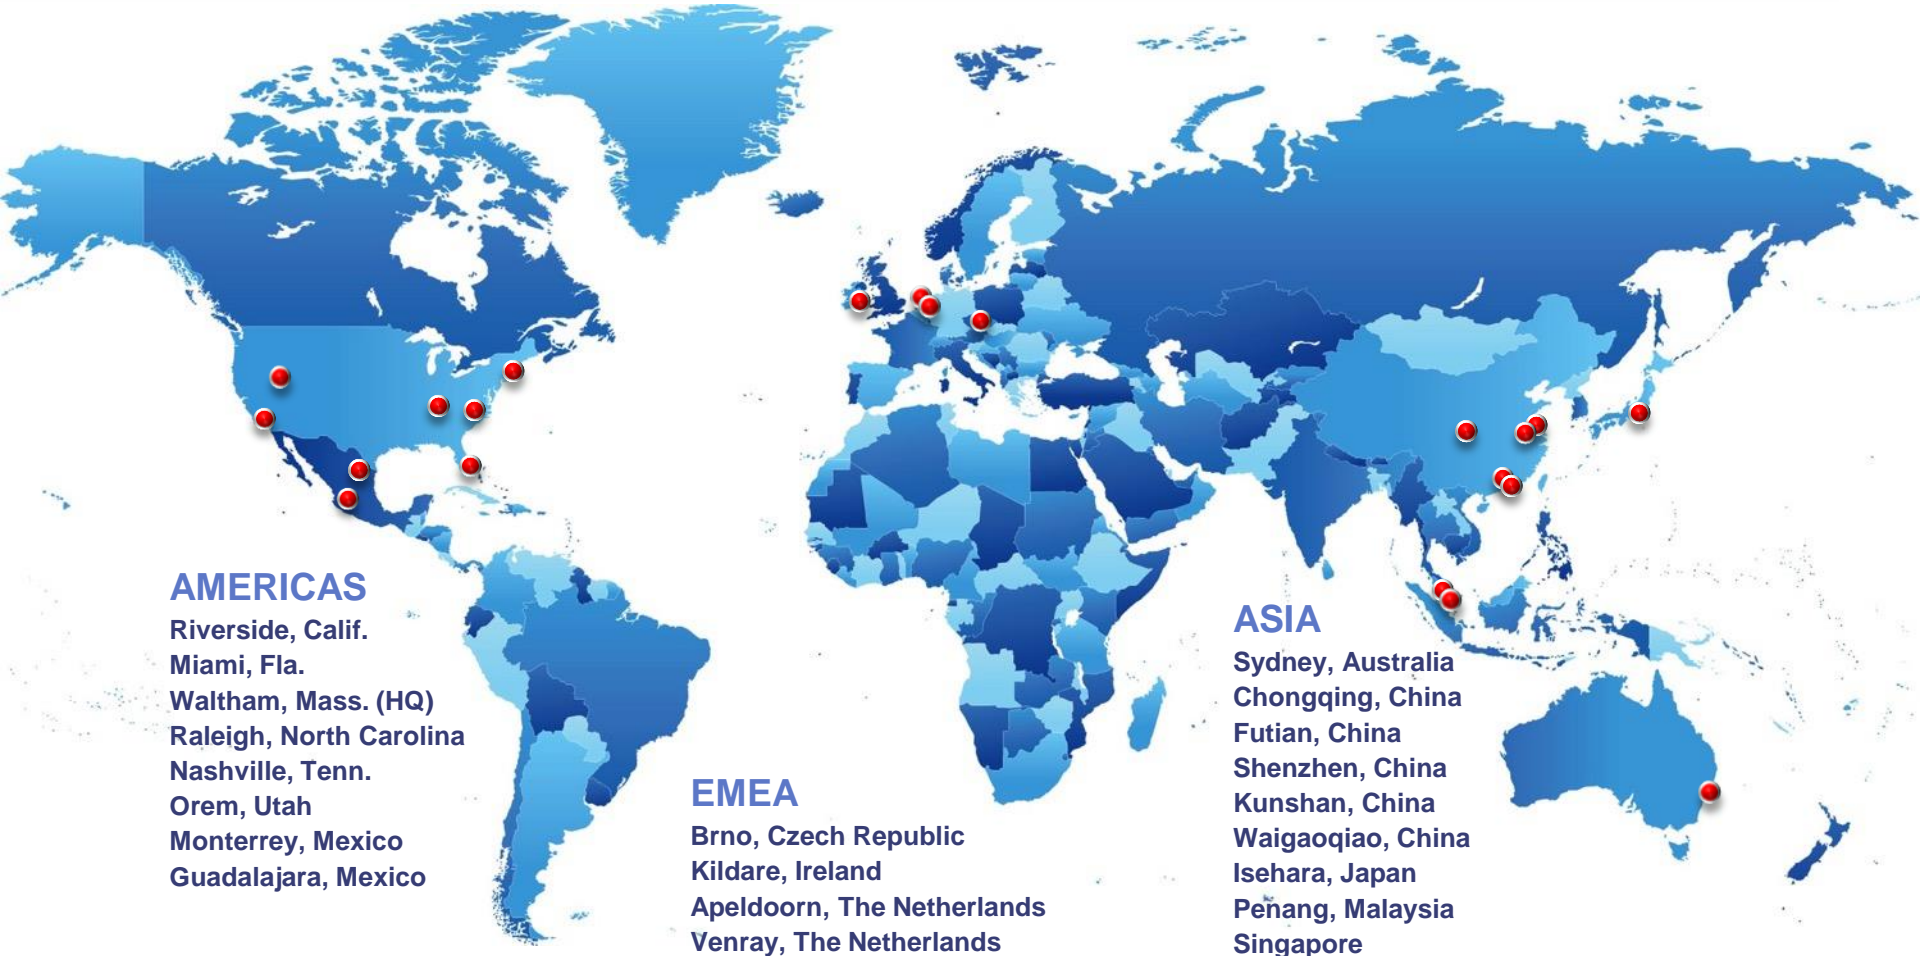 AMERICAS
Riverside, Calif.
Miami, Fla.
Waltham, Mass. (HQ)
Raleigh, North Carolina
Nashville, Tenn.
Orem, Utah
Monterrey, Mexico
Guadalajara, Mexico
EMEA
Brno, Czech Republic
Kildare, Ireland
Apeldoorn, The Netherlands
Venray, The Netherlands
ASIA
Sydney, Australia
Chongqing, China
Futian, China
Shenzhen, China
Kunshan, China
Waigaoqiao, China
Isehara, Japan
Penang, Malaysia
Singapore